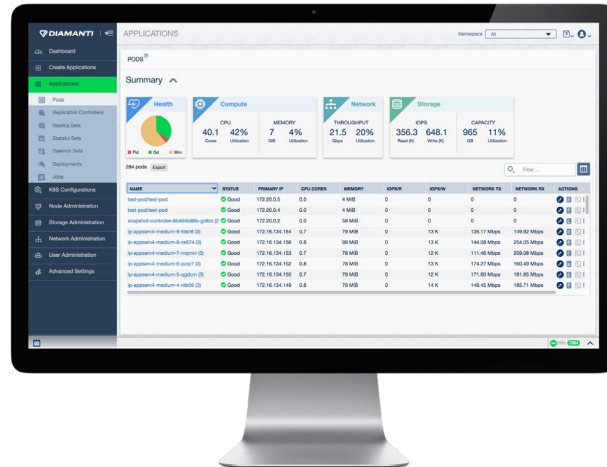 DIAMANTI
APPLICATIONS
Namespace All
Dashboard
Create Applications
Applications
Pods
Replication Controllers
Replica Sets
Stateful Sets
Daemon Sets
Deployments
Jobs
K8S Configurations
Node Administration
Storage Administration
Network Administration
User Administration
Advanced Settings
PODS
Summary
Health
Compute
Network
Storage
CPU MEMORY THROUGHPUT IOPS CAPACITY
40.1 42% 7 4% 21.5 20% 356.3 648.1 965 11%
Cores Utilization GiB Utilization Gbps Utilization Read (K) Write (K) GB Utilization
284 pods Export
Filter ...
NAME STATUS PRIMARY IP CPU CORES MEMORY IOPS/R IOPS/W NETWORK TX NETWORK RX ACTIONS
test-pod/test-pod Good 172.20.0.5 0.0 4 MiB 0 0 0 0
test-pod/test-pod Good 172.20.0.4 0.0 4 MiB 0 0 0 0
Good 172.20.0.2 0.0 59 MiB 0 0 0 0
Good 172.16.134.164 0.7 79 MiB 0 13 K 135.17 Mbps 149.92 Mbps
Good 172.16.134.156 0.8 99 MiB 0 13 K 144.08 Mbps 254.05 Mbps
Good 172.16.134.153 0.7 78 MiB 0 12 K 111.46 Mbps 209.08 Mbps
Good 172.16.134.152 0.8 78 MiB 0 13 K 174.27 Mbps 160.49 Mbps
Good 172.16.134.150 0.7 79 MiB 0 12 K 171.60 Mbps 181.85 Mbps
Good 172.16.134.149 0.8 79 MiB 0 14 K 148.45 Mbps 185.71 Mbps